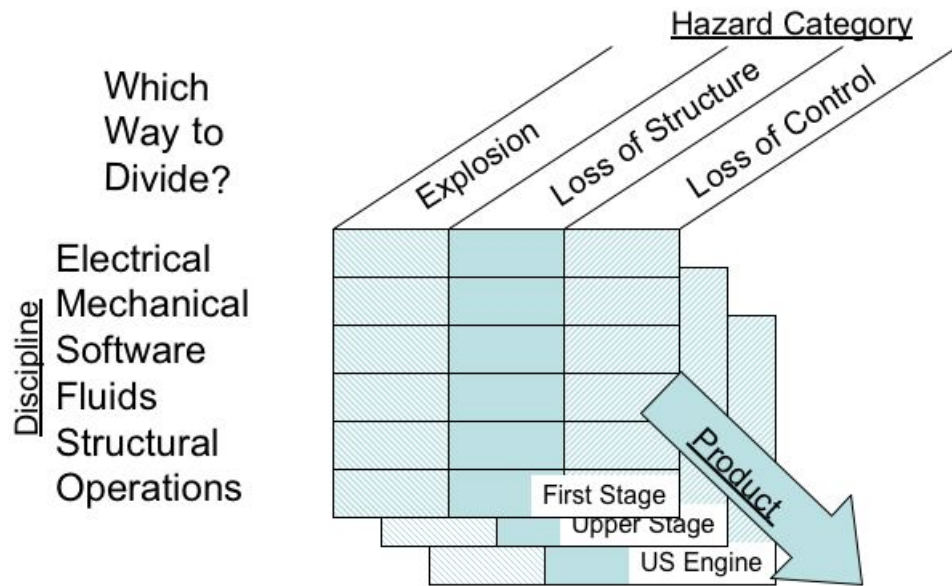 Hazard Category
Which
Way to
Divide?
Explosion
Loss of Structure
Loss of Control
Discipline
Electrical
Mechanical
Software
Fluids
Structural
Operations
First Stage
Upper Stage
US Engine
Product